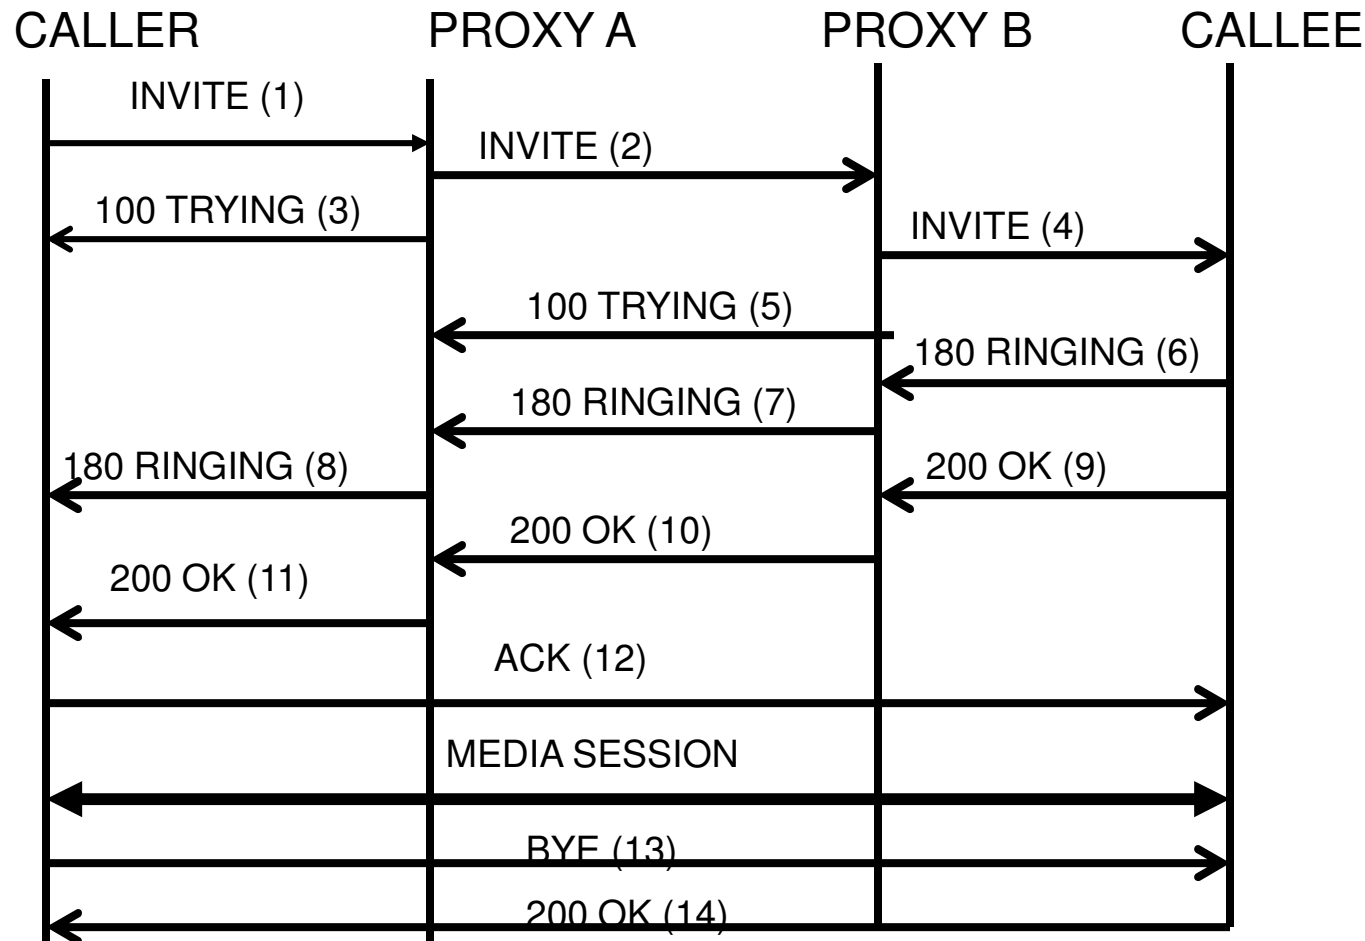 CALLER PROXY A PROXY B CALLEE
INVITE (1)
INVITE (2)
100 TRYING (3)
INVITE (4)
100 TRYING (5)
180 RINGING (6)
180 RINGING (7)
180 RINGING (8)
200 OK (9)
200 OK (10)
200 OK (11)
ACK (12)
MEDIA SESSION
BYE (13)
200 OK (14)